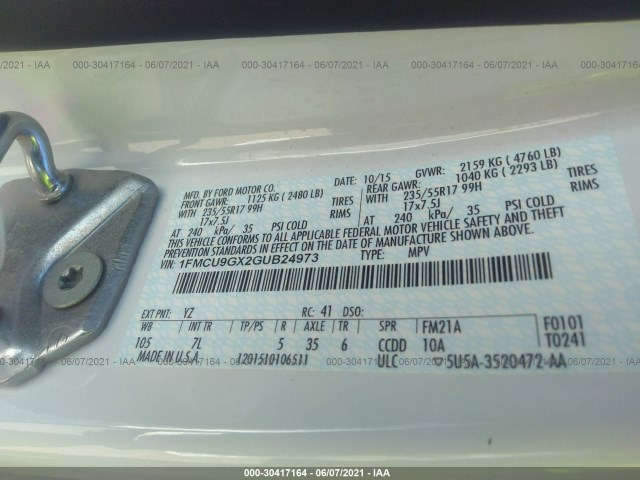 000-30417164 - 06/07/2021 - IAA
MFD. BY FORD MOTOR CO.
DATE: 10/15 GVWR: 2159 KG ( 4760 LB)
FRONT GAWR: 1125 KG ( 2480 LB)
REAR GAWR: 1040 KG ( 2293 LB)
WITH 235/55R17 99H TIRES
WITH 235/55R17 99H TIRES
17x7.5J RIMS
17x7.5J RIMS
AT 240 kPa/ 35 PSI COLD
AT 240 kPa/ 35 PSI COLD
THIS VEHICLE CONFORMS TO ALL APPLICABLE FEDERAL MOTOR VEHICLE SAFETY AND THEFT
PREVENTION STANDARDS IN EFFECT ON THE DATE OF MANUFACTURE SHOWN ABOVE.
VIN: 1FMCU9GX2GUB24973 TYPE: MPV
EXT PNT: YZ RC: 41 DSO:
WB INT TR TP/PS R AXLE TR SPR FM21A F0101
105 7L 5 35 6 CCDD 10A T0241
MADE IN U.S.A. 1201510106511 ULC 5U5A-3520472-AA
000-30417164 - 06/07/2021 - IAA